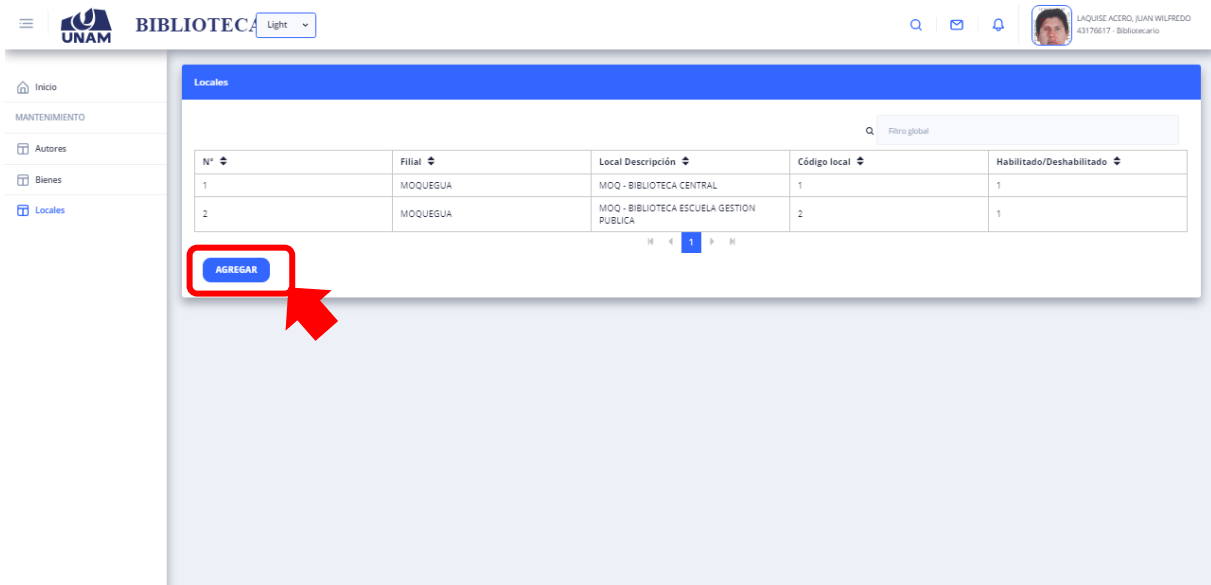 UNAM
BIBLIOTECA
Light
LAQUISE ACERO, JUAN WILFREDO
43176617 - Bibliotecario
Inicio
MANTENIMIENTO
Autores
Bienes
Locales
Locales
Filtro global
N° Filial Local Descripción Código local Habilitado/Deshabilitado
1 MOQUEGUA MOQ - BIBLIOTECA CENTRAL 1 1
2 MOQUEGUA MOQ - BIBLIOTECA ESCUELA GESTION PUBLICA 2 1
1
AGREGAR